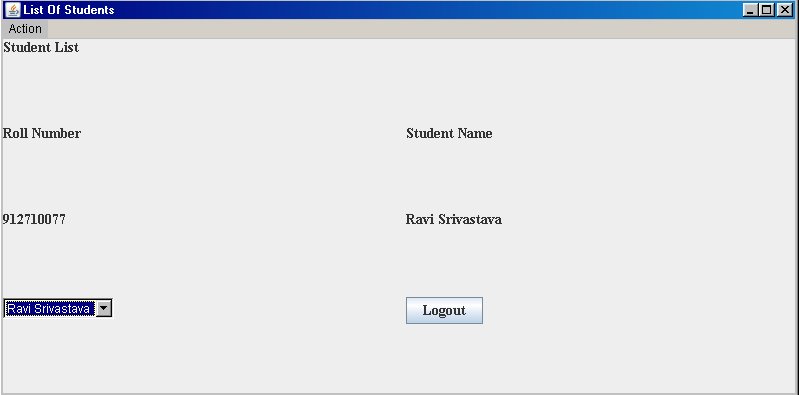 List Of Students
Action
Student List
Roll Number Student Name
912710077 Ravi Srivastava
Ravi Srivastava Logout